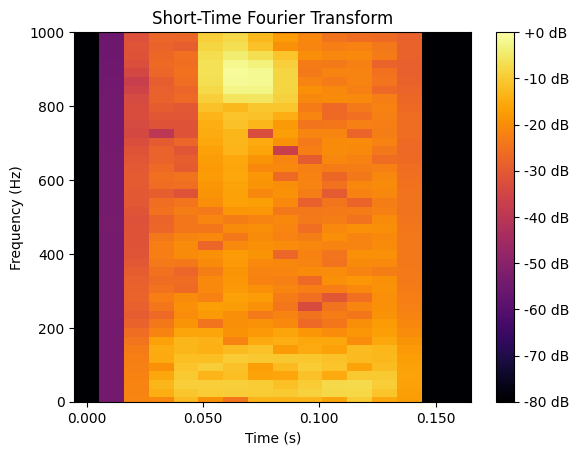 Short-Time Fourier Transform
1000
800
600
400
200
0
Frequency (Hz)
0.000
0.050
0.100
0.150
Time (s)
+0 dB
-10 dB
-20 dB
-30 dB
-40 dB
-50 dB
-60 dB
-70 dB
-80 dB